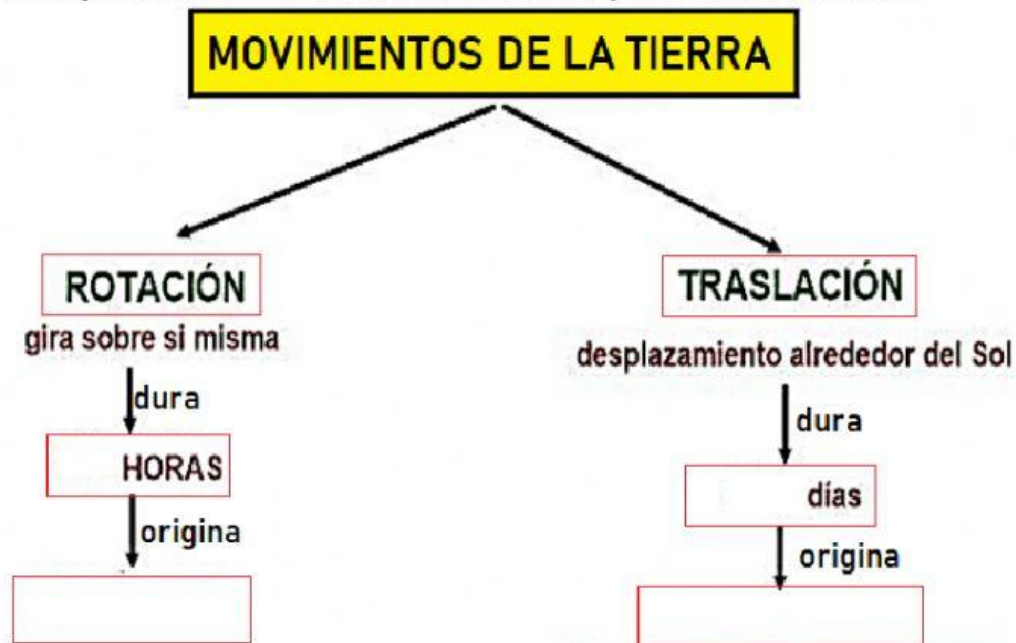 MOVIMIENTOS DE LA TIERRA
ROTACIÓN
gira sobre si misma
dura
HORAS
origina
TRASLACIÓN
desplazamiento alrededor del Sol
dura
días
origina